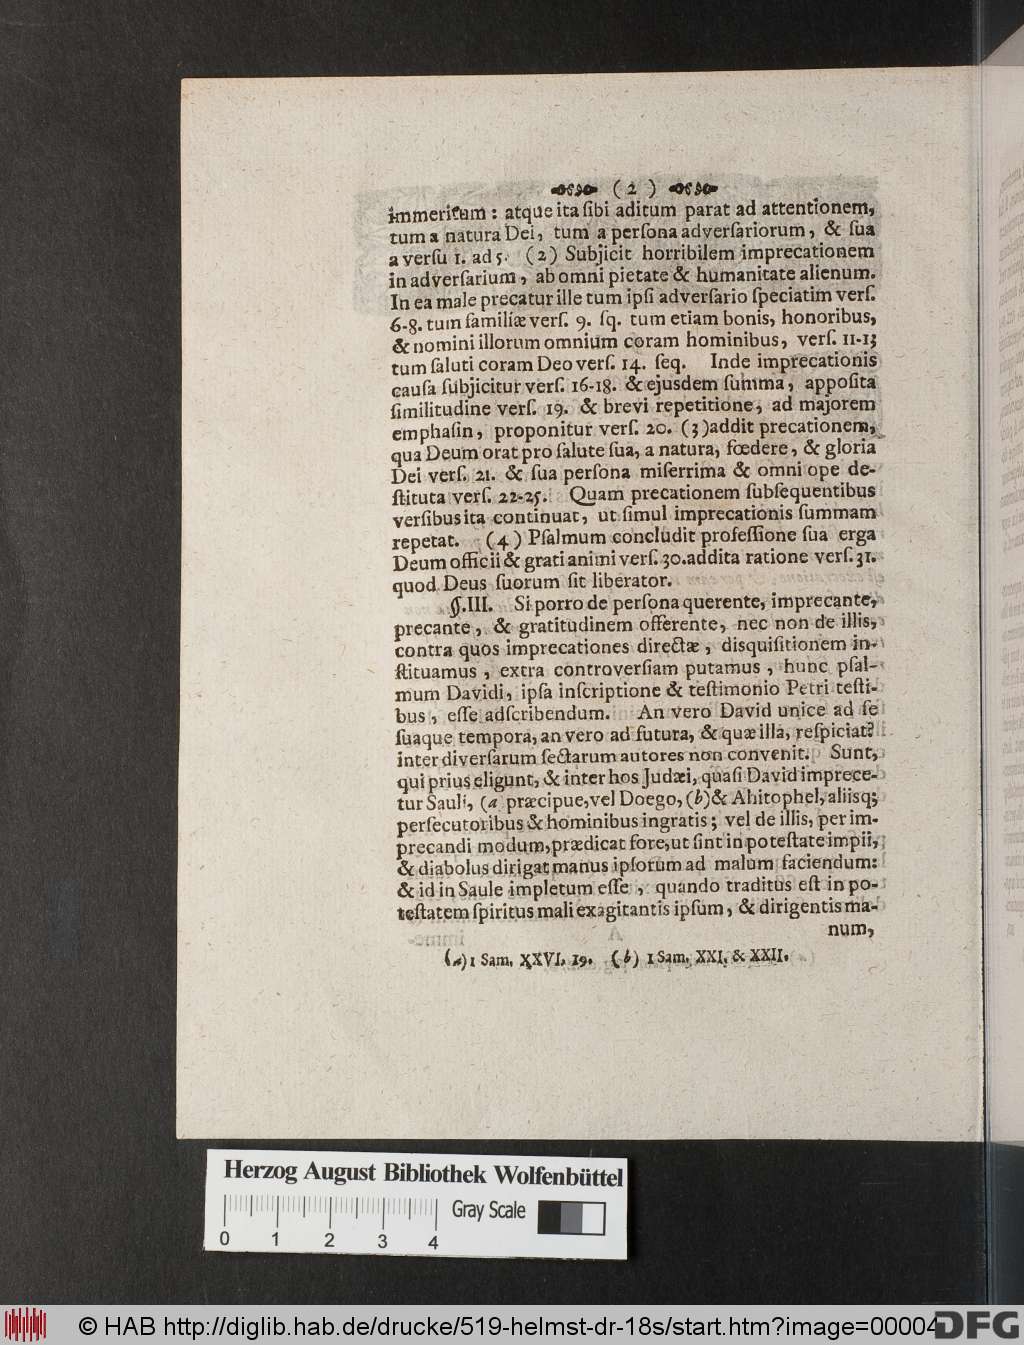 ( 2 )
immeritum : atque ita ſibi aditum parat ad attentionem,
tum a natura Dei, tum a perſona adverſariorum, & ſua
a verſu 1. ad 5. (2) Subjicit horribilem imprecationem
in adverſarium, ab omni pietate & humanitate alienum.
In ea male precatur ille tum ipſi adverſario ſpeciatim verſ.
6-8. tum familiæ verſ. 9. ſq. tum etiam bonis, honoribus,
& nomini illorum omnium coram hominibus, verſ. 11-13
tum ſaluti coram Deo verſ. 14. ſeq. Inde imprecationis
cauſa ſubjicitur verſ. 16-18. & ejusdem ſumma, appoſita
ſimilitudine verſ. 19. & brevi repetitione, ad majorem
emphaſin, proponitur verſ. 20. (3) addit precationem,
qua Deum orat pro ſalute ſua, a natura, fœdere, & gloria
Dei verſ. 21. & ſua perſona miſerrima & omni ope de-
ſtituta verſ. 22-25. Quam precationem ſubſequentibus
verſibus ita continuat, ut ſimul imprecationis ſummam
repetat. (4) Pſalmum concludit profeſſione ſua erga
Deum officii & grati animi verſ. 30. addita ratione verſ. 31.
quod Deus ſuorum ſit liberator.
§. III. Si porro de perſona querente, imprecante,
precante, & gratitudinem offerente, nec non de illis,
contra quos imprecationes directæ, disquiſitionem in-
ſtituamus, extra controverſiam putamus, hunc pſal-
mum Davidi, ipſa inſcriptione & teſtimonio Petri teſti-
bus, eſſe adſcribendum. An vero David unice ad ſe
ſuaque tempora, an vero ad futura, & quæ illa, reſpiciat?
inter diverſarum ſectarum autores non convenit. Sunt,
qui prius eligunt, & inter hos Judæi, quaſi David imprece-
tur Sauli, (a præcipue, vel Doego, (b) & Ahitophel, aliisq;
perſecutoribus & hominibus ingratis; vel de illis, per im-
precandi modum, prædicat fore, ut ſint in poteſtate impii,
& diabolus dirigat manus ipſorum ad malum faciendum:
& id in Saule impletum eſſe, quando traditus eſt in po-
teſtatem ſpiritus mali exagitantis ipſum, & dirigentis ma-
num,
(a) 1 Sam. XXVI. 19. (b) 1 Sam. XXI. & XXII.
Herzog August Bibliothek Wolfenbüttel
Gray Scale
0 1 2 3 4
© HAB http://diglib.hab.de/drucke/519-helmst-dr-18s/start.htm?image=00004
DFG